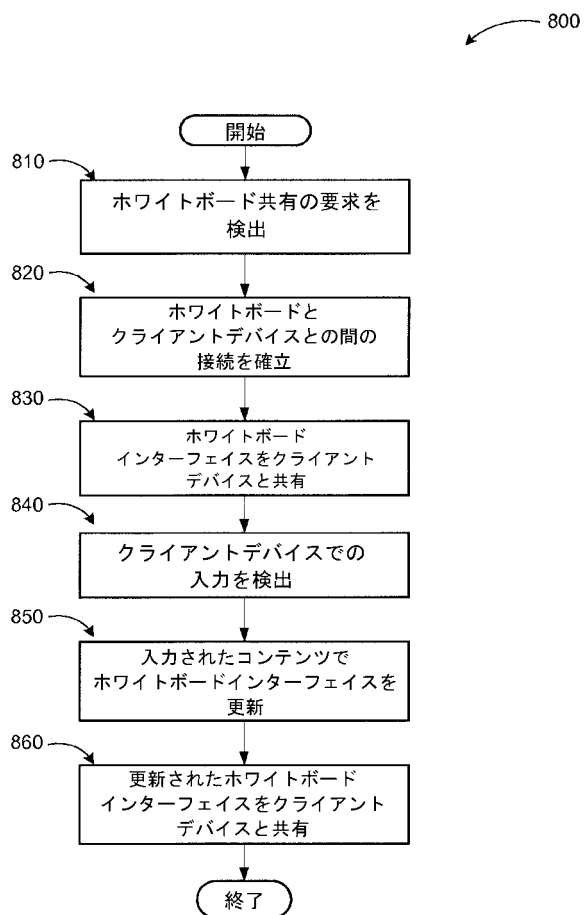 800
開始
810
ホワイトボード共有の要求を
検出
820
ホワイトボードと
クライアントデバイスとの間の
接続を確立
830
ホワイトボード
インターフェイスをクライアント
デバイスと共有
840
クライアントデバイスでの
入力を検出
850
入力されたコンテンツで
ホワイトボードインターフェイスを
更新
860
更新されたホワイトボード
インターフェイスをクライアント
デバイスと共有
終了